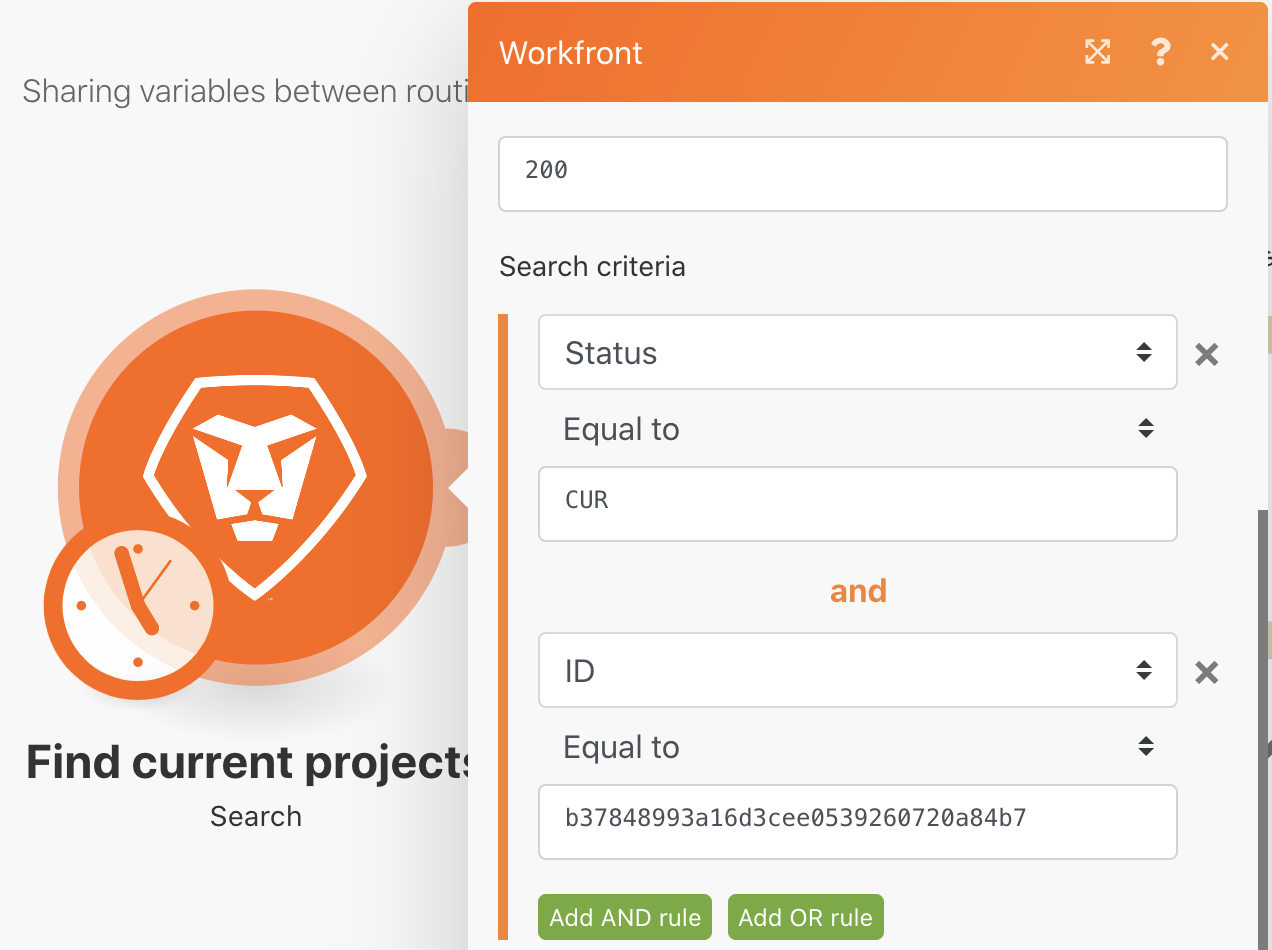 Workfront
?
Sharing variables between routi
200
Search criteria
Status
Equal to
CUR
and
ID
Equal to
b37848993a16d3cee0539260720a84b7
Add AND rule Add OR rule
Find current projects
Search